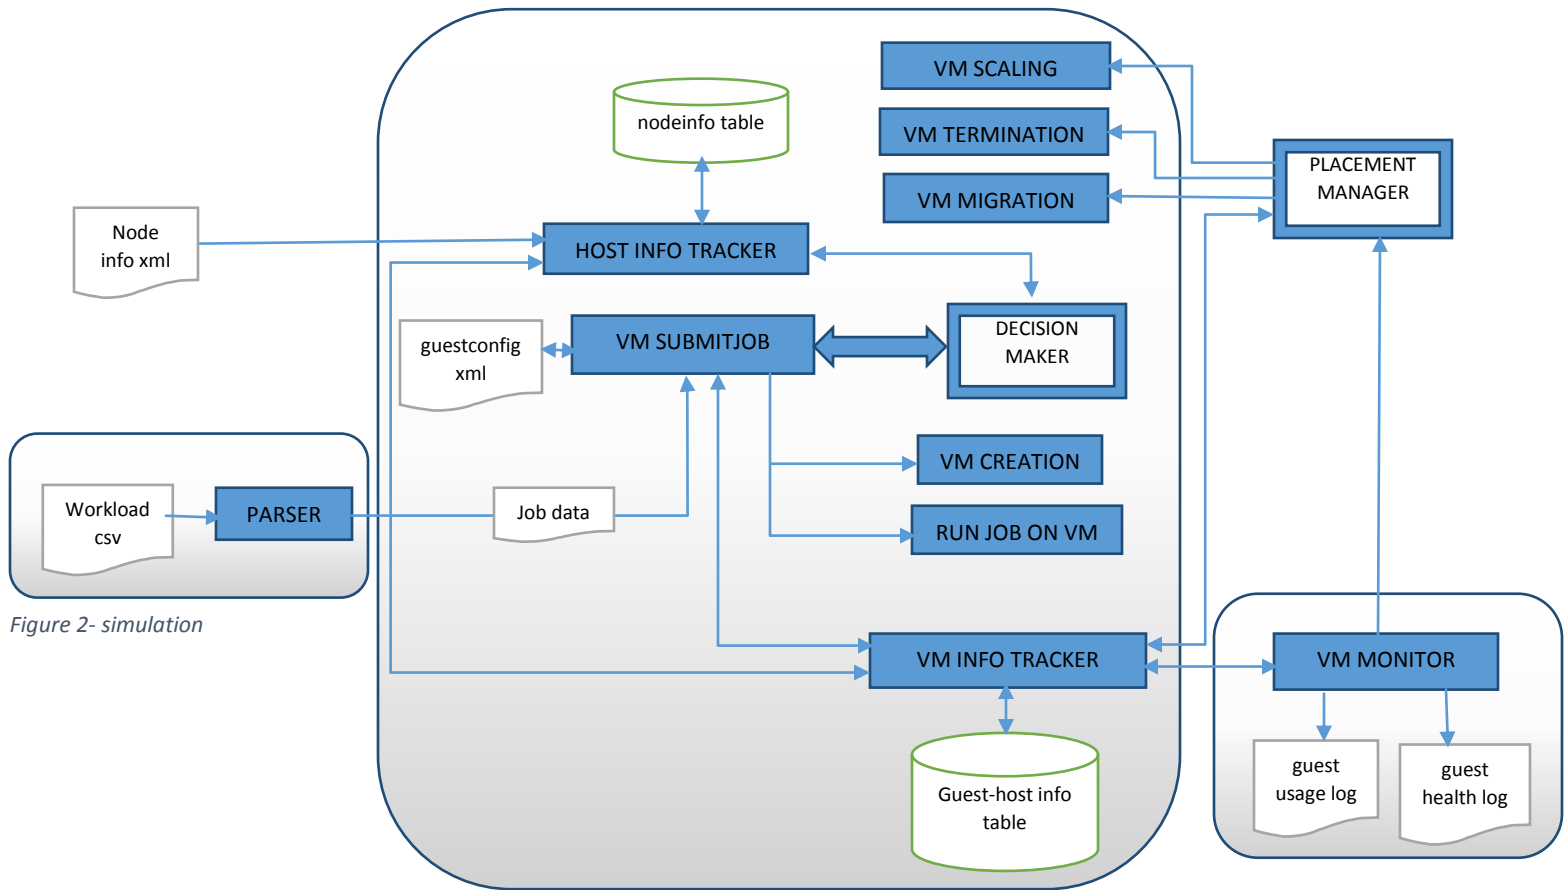 VM SCALING
nodeinfo table
VM TERMINATION
PLACEMENT
MANAGER
VM MIGRATION
Node
info xml
HOST INFO TRACKER
DECISION
MAKER
VM SUBMITJOB
guestconfig
xml
VM CREATION
Workload
csv
PARSER
Job data
RUN JOB ON VM
Figure 2- simulation
VM INFO TRACKER
VM MONITOR
guest
usage log
guest
health log
Guest-host info
table